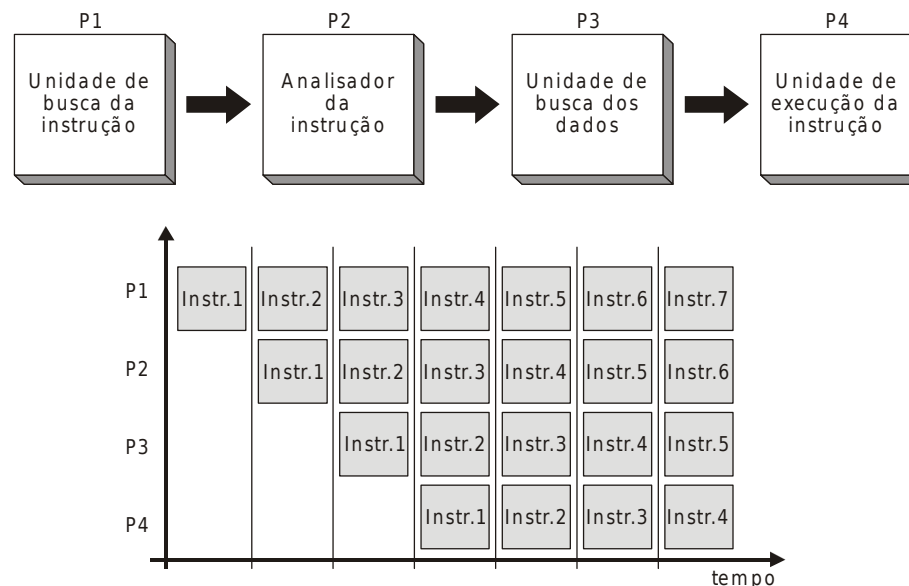 P1
P2
P3
P4
Unidade de
busca da
instrução
Analisador
da
instrução
Unidade de
busca dos
dados
Unidade de
execução da
instrução
P1
Instr.1
Instr.2
Instr.3
Instr.4
Instr.5
Instr.6
Instr.7
P2
Instr.1
Instr.2
Instr.3
Instr.4
Instr.5
Instr.6
P3
Instr.1
Instr.2
Instr.3
Instr.4
Instr.5
P4
Instr.1
Instr.2
Instr.3
Instr.4
tempo